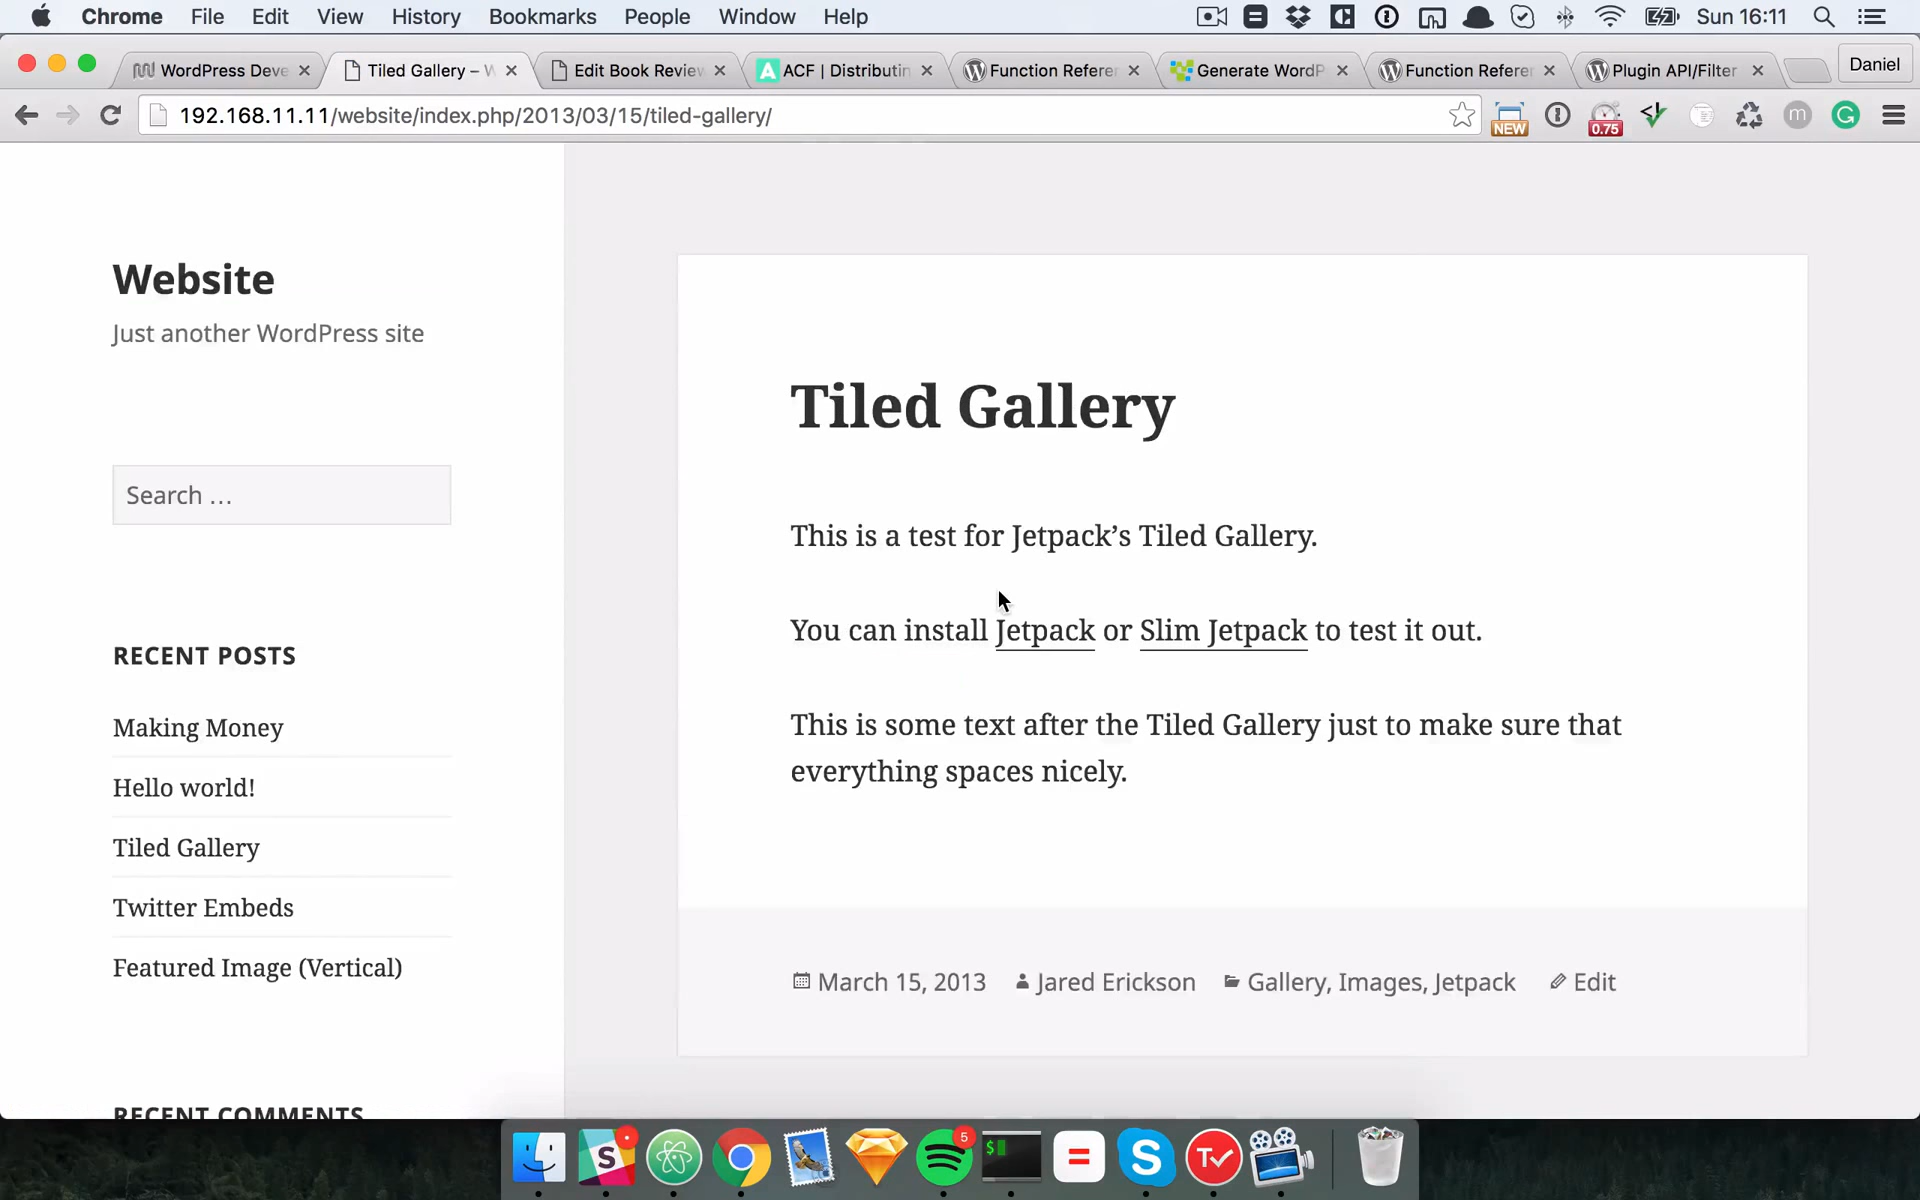 Chrome File Edit View History Bookmarks People Window Help Sun 16:11
WordPress Deve Tiled Gallery – W Edit Book Review ACF | Distributin Function Referer Generate WordP Function Referer Plugin API/Filter Daniel
192.168.11.11/website/index.php/2013/03/15/tiled-gallery/ NEW 0.75 m
Website
Just another WordPress site
Search …
RECENT POSTS
Making Money
Hello world!
Tiled Gallery
Twitter Embeds
Featured Image (Vertical)
RECENT COMMENTS
Tiled Gallery
This is a test for Jetpack’s Tiled Gallery.
You can install Jetpack or Slim Jetpack to test it out.
This is some text after the Tiled Gallery just to make sure that
everything spaces nicely.
March 15, 2013 Jared Erickson Gallery, Images, Jetpack Edit
5